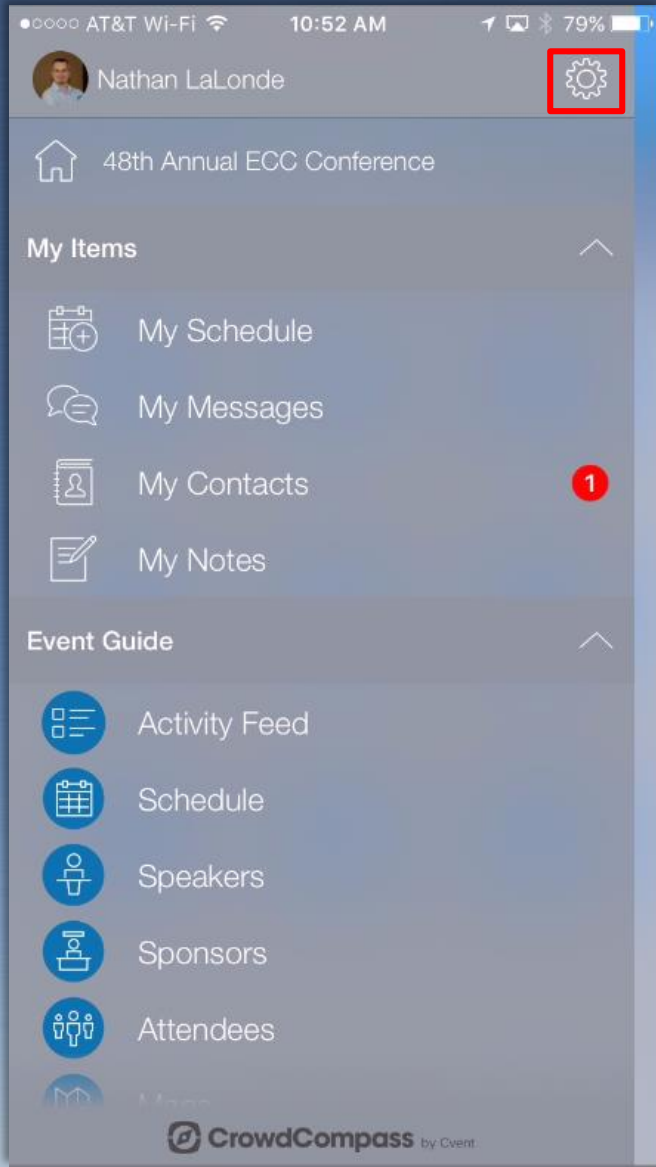 AT&T Wi-Fi 10:52 AM 79%
Nathan LaLonde
48th Annual ECC Conference
My Items
My Schedule
My Messages
My Contacts 1
My Notes
Event Guide
Activity Feed
Schedule
Speakers
Sponsors
Attendees
Maps
CrowdCompass by Cvent